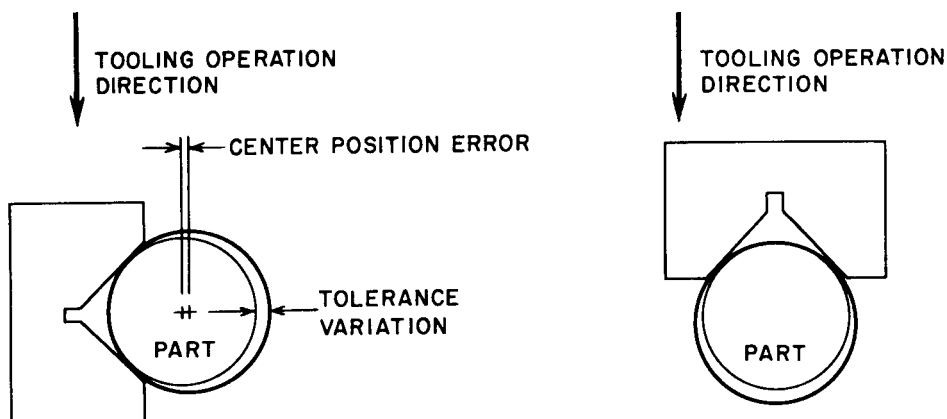 TOOLING OPERATION
DIRECTION
CENTER POSITION ERROR
TOLERANCE
VARIATION
PART
TOOLING OPERATION
DIRECTION
PART